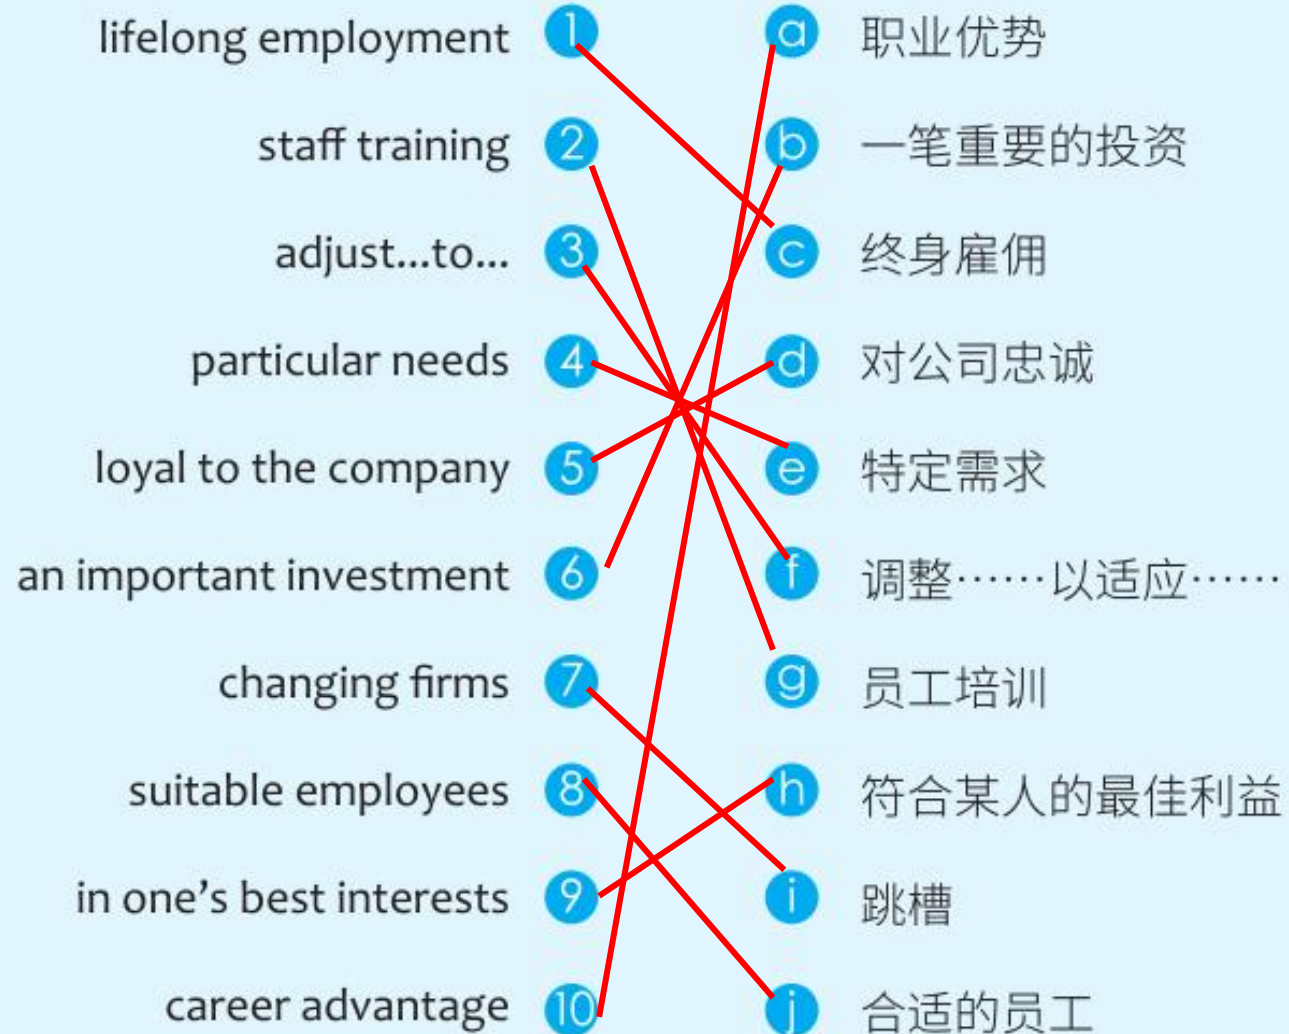 lifelong employment 1 a 职业优势
staff training 2 b 一笔重要的投资
adjust...to... 3 c 终身雇佣
particular needs 4 d 对公司忠诚
loyal to the company 5 e 特定需求
an important investment 6 f 调整……以适应……
changing firms 7 g 员工培训
suitable employees 8 h 符合某人的最佳利益
in one’s best interests 9 i 跳槽
career advantage 10 j 合适的员工